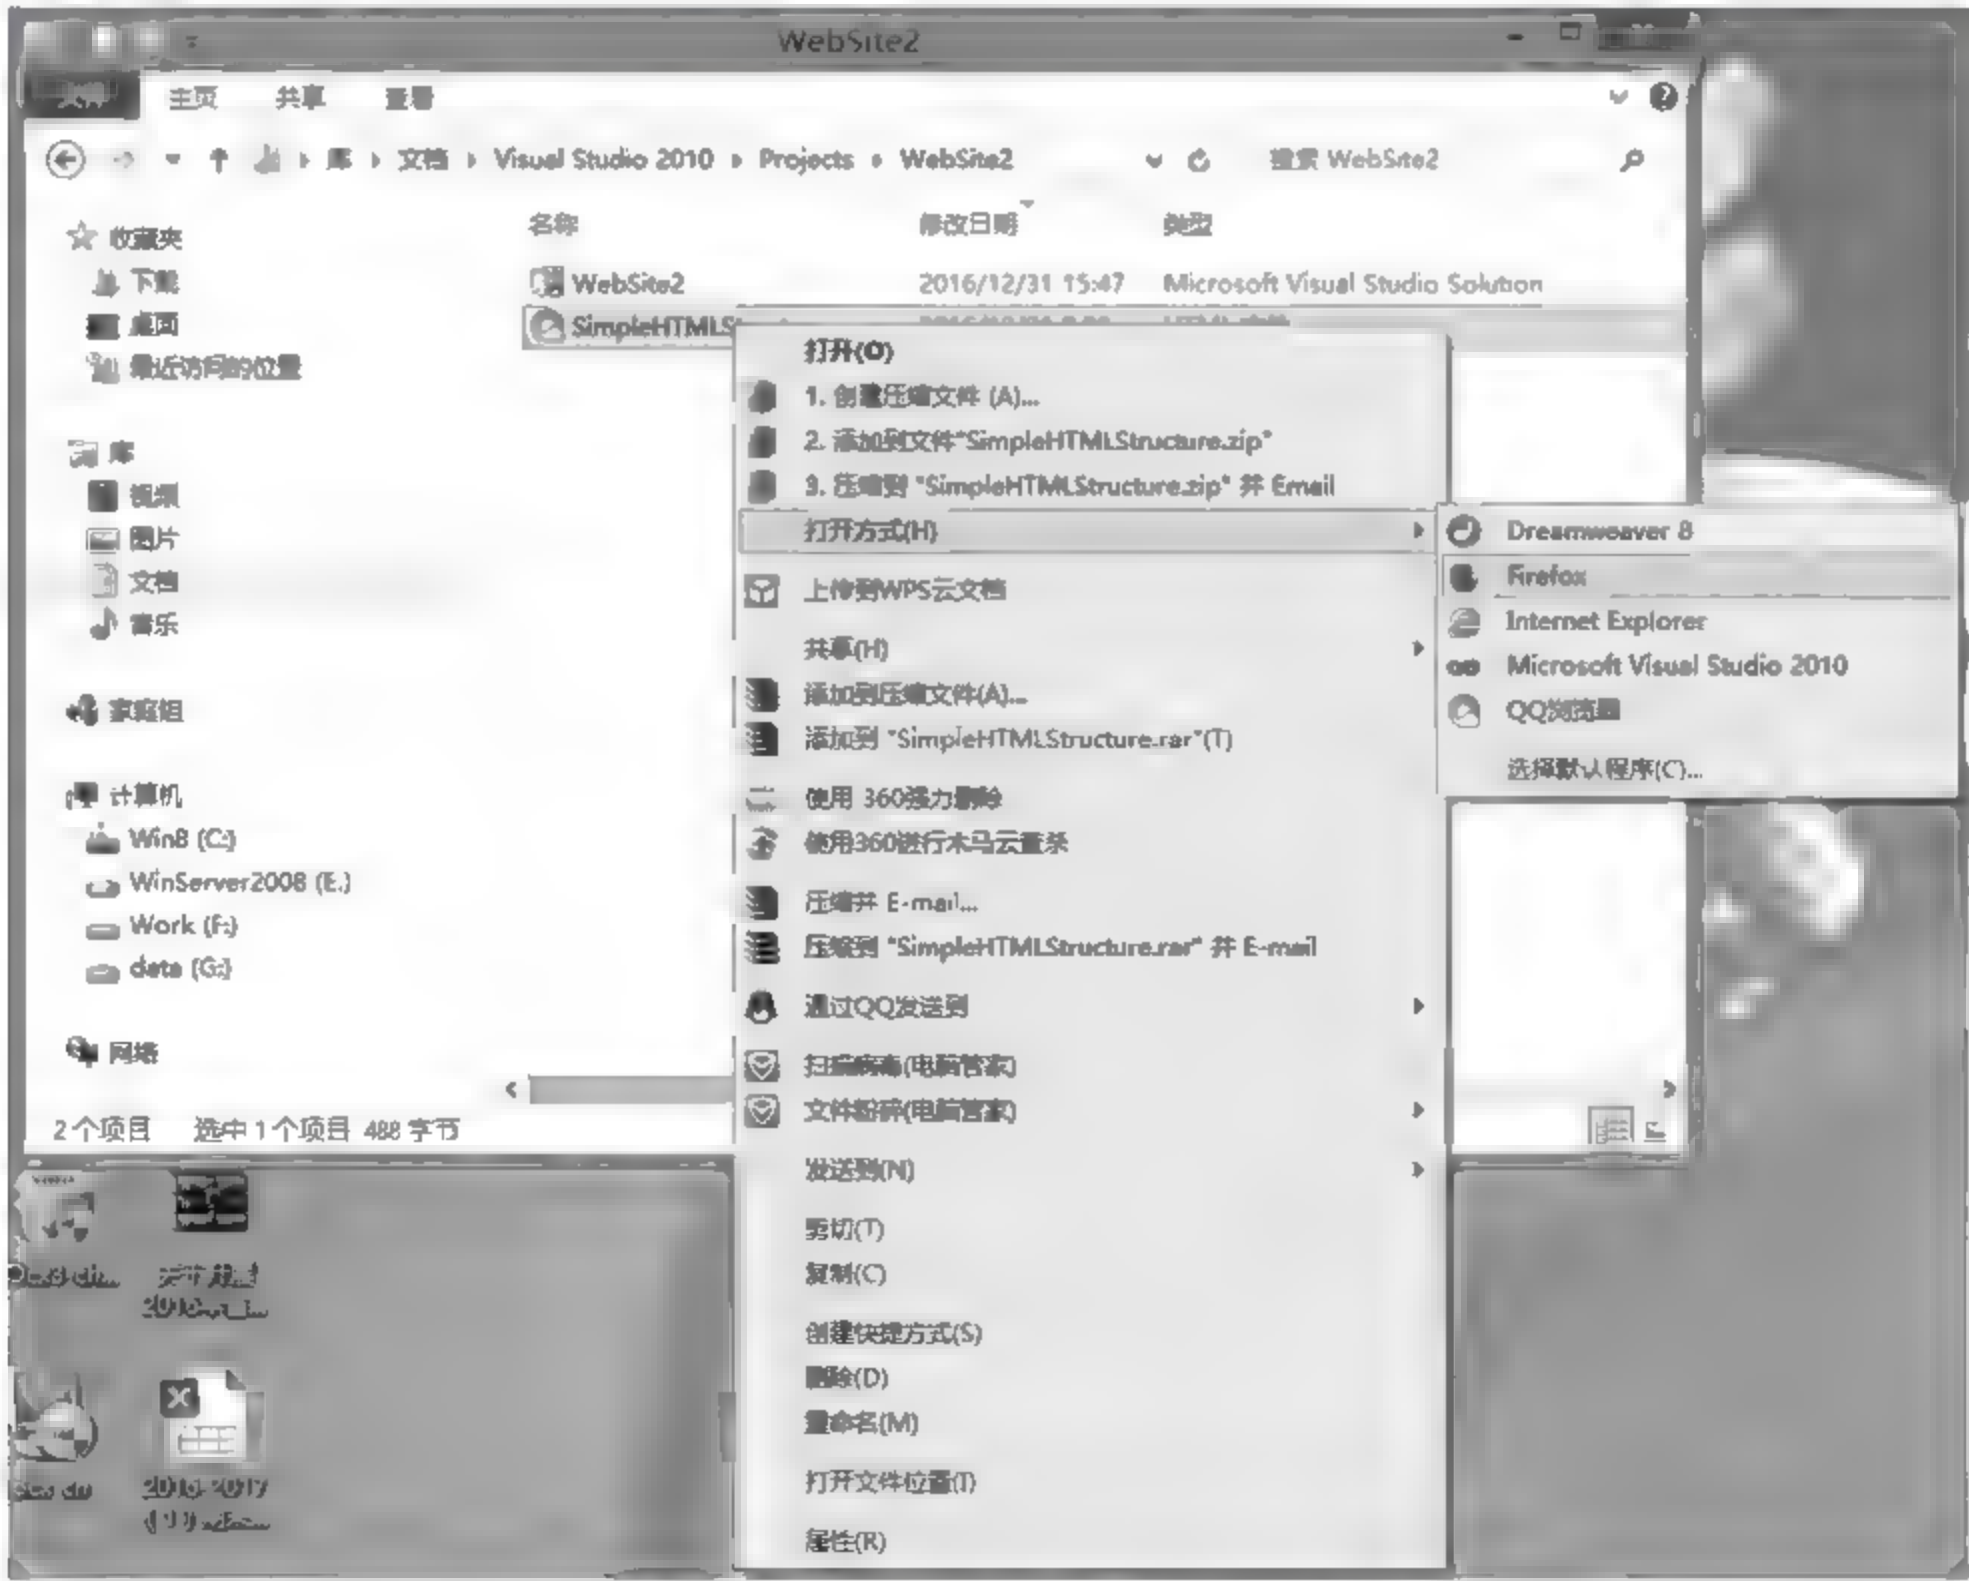 WebSite2
文件 主页 共享 查看
库 文档 Visual Studio 2010 Projects WebSite2 搜索 WebSite2
名称 修改日期 类型
收藏夹
下载
桌面
最近访问的位置
库
视频
图片
文档
音乐
家庭组
计算机
Win8 (C:)
WinServer2008 (E:)
Work (F:)
data (G:)
网络
WebSite2 2016/12/31 15:47 Microsoft Visual Studio Solution
SimpleHTMLS
打开(O)
1. 创建压缩文件 (A)...
2. 添加到文件"SimpleHTMLStructure.zip"
3. 压缩到 "SimpleHTMLStructure.zip" 并 Email
打开方式(H)
上传到WPS云文档
共享(H)
添加到压缩文件(A)...
添加到 "SimpleHTMLStructure.rar"(T)
使用 360强力删除
使用360进行木马云查杀
压缩并 E-mail...
压缩到 "SimpleHTMLStructure.rar" 并 E-mail
通过QQ发送到
扫描病毒(电脑管家)
文件粉碎(电脑管家)
发送到(N)
剪切(T)
复制(C)
创建快捷方式(S)
删除(D)
重命名(M)
打开文件位置(I)
属性(R)
Dreamweaver 8
Firefox
Internet Explorer
Microsoft Visual Studio 2010
QQ浏览器
选择默认程序(C)...
2 个项目 选中 1 个项目 488 字节
2016-2017